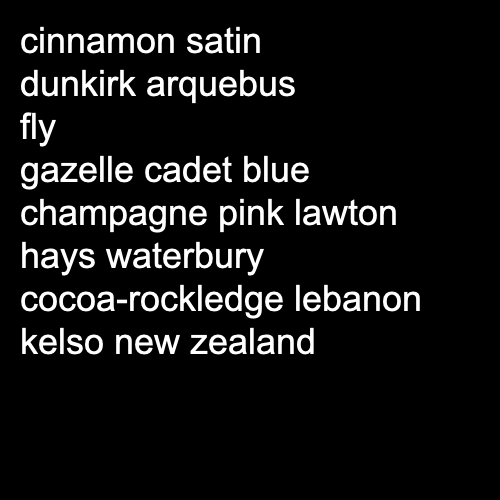 cinnamon satin
dunkirk arquebus
fly
gazelle cadet blue
champagne pink lawton
hays waterbury
cocoa-rockledge lebanon
kelso new zealand